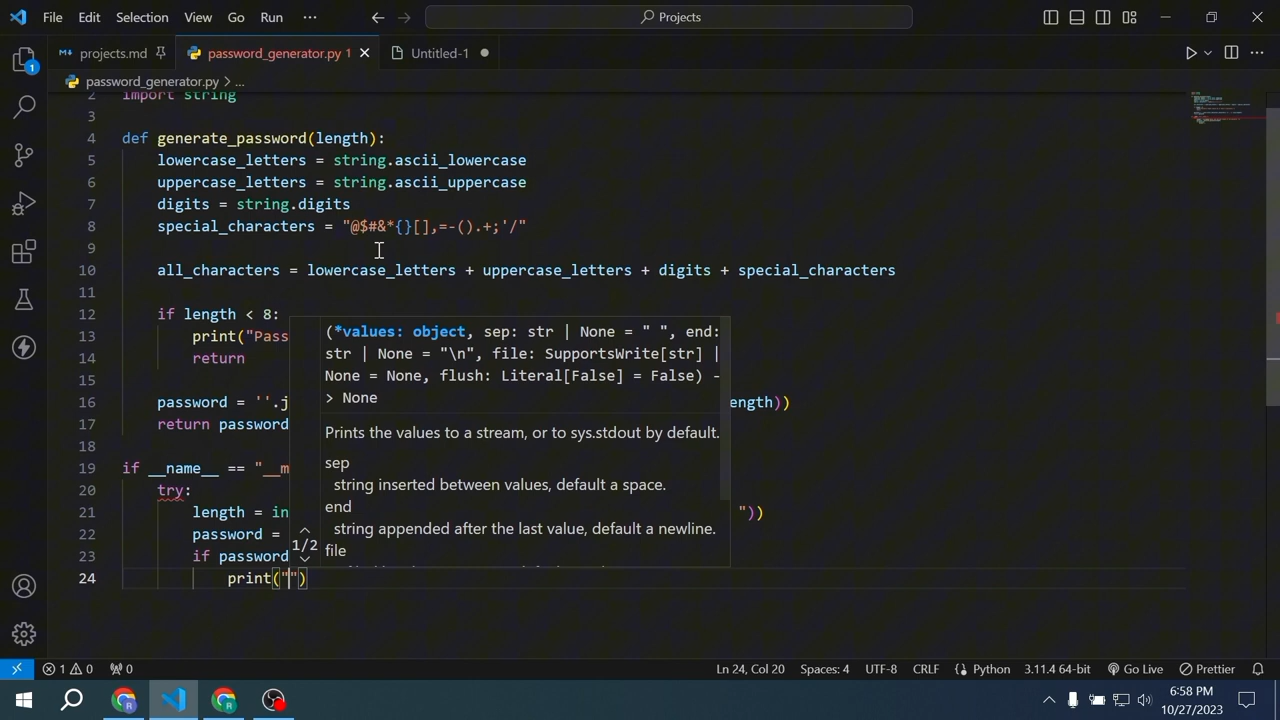 File Edit Selection View Go Run ··· Projects
projects.md password_generator.py 1 Untitled-1
password_generator.py > ...
2 import string
3
4 def generate_password(length):
5 lowercase_letters = string.ascii_lowercase
6 uppercase_letters = string.ascii_uppercase
7 digits = string.digits
8 special_characters = "@$#&*{}[],=-().+;'/"
9
10 all_characters = lowercase_letters + uppercase_letters + digits + special_characters
11
12 if length < 8:
13 print("Pass
14 return
15
16 password = ''.j ength))
17 return password
18
19 if __name__ == "__m
20 try:
21 length = in "))
22 password =
23 if password
24 print("")
(*values: object, sep: str | None = " ", end:
str | None = "\n", file: SupportsWrite[str] |
None = None, flush: Literal[False] = False) -
> None
Prints the values to a stream, or to sys.stdout by default.
sep
string inserted between values, default a space.
end
string appended after the last value, default a newline.
1/2 file
1 0 0 Ln 24, Col 20 Spaces: 4 UTF-8 CRLF Python 3.11.4 64-bit Go Live Prettier
6:58 PM
10/27/2023